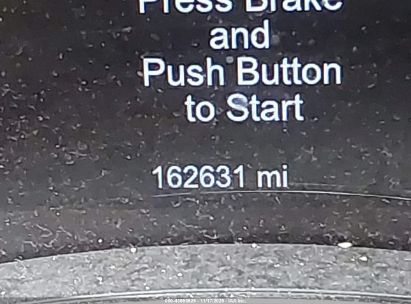 Press Brake
and
Push Button
to Start
162631 mi